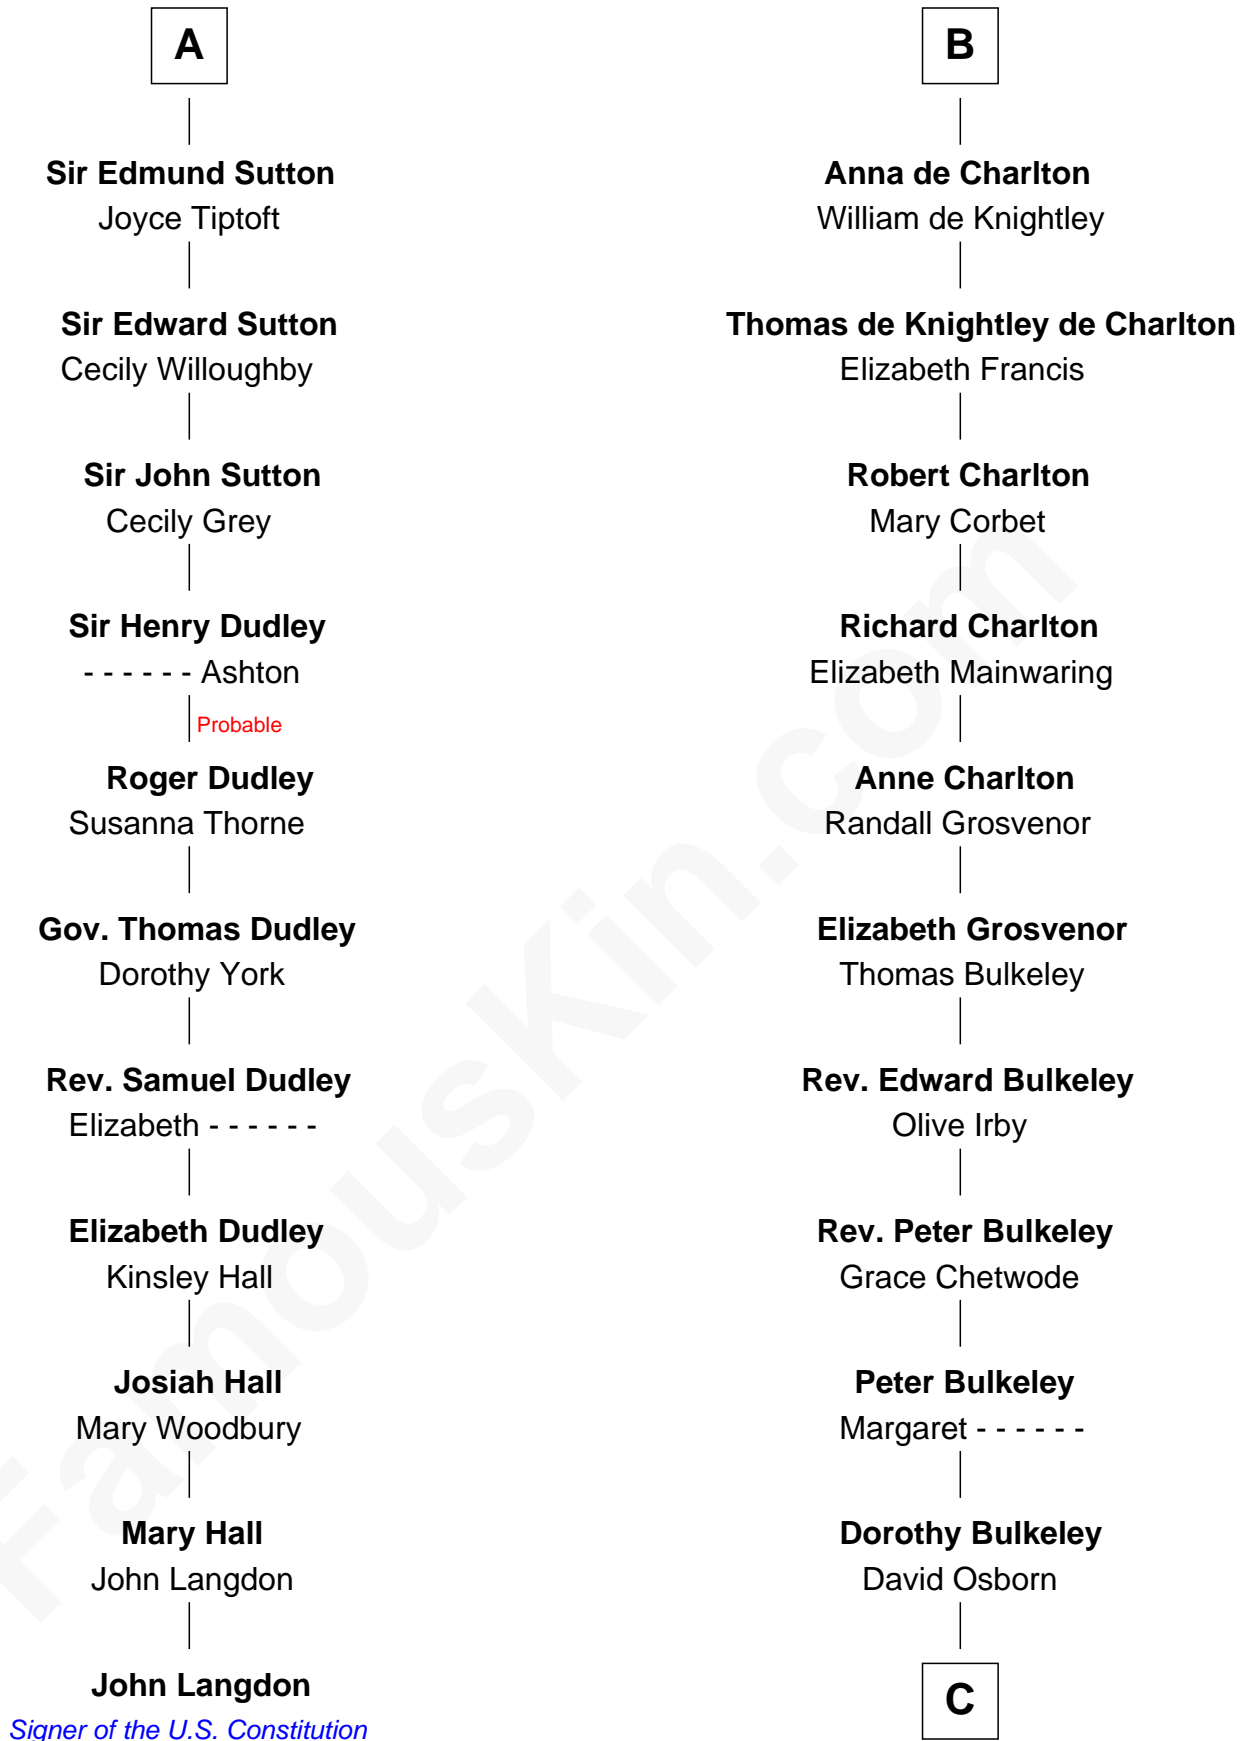 A
Sir Edmund Sutton
Joyce Tiptoft
Sir Edward Sutton
Cecily Willoughby
Sir John Sutton
Cecily Grey
Sir Henry Dudley
- - - - - - Ashton
Probable
Roger Dudley
Susanna Thorne
Gov. Thomas Dudley
Dorothy York
Rev. Samuel Dudley
Elizabeth - - - - - -
Elizabeth Dudley
Kinsley Hall
Josiah Hall
Mary Woodbury
Mary Hall
John Langdon
John Langdon
Signer of the U.S. Constitution
B
Anna de Charlton
William de Knightley
Thomas de Knightley de Charlton
Elizabeth Francis
Robert Charlton
Mary Corbet
Richard Charlton
Elizabeth Mainwaring
Anne Charlton
Randall Grosvenor
Elizabeth Grosvenor
Thomas Bulkeley
Rev. Edward Bulkeley
Olive Irby
Rev. Peter Bulkeley
Grace Chetwode
Peter Bulkeley
Margaret - - - - - -
Dorothy Bulkeley
David Osborn
C
FamousKin.com